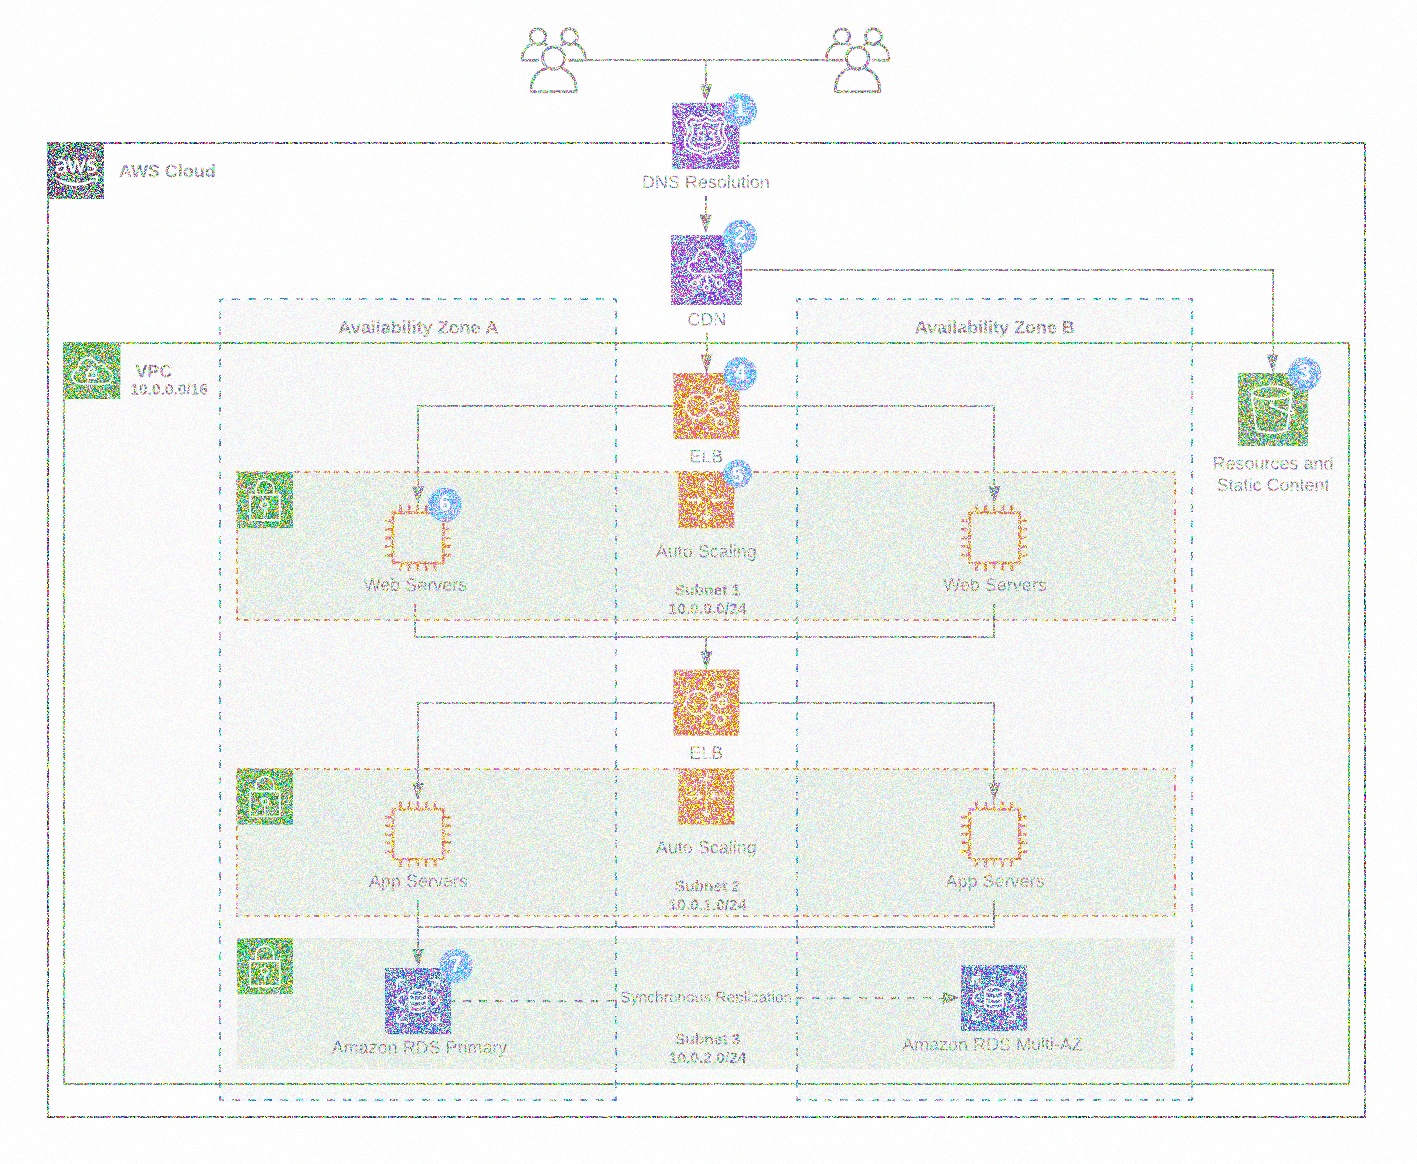 1
aws
AWS Cloud
DNS Resolution
2
CDN
Availability Zone A
Availability Zone B
VPC
10.0.0.0/16
4
3
ELB
Resources and
Static Content
5
6
Auto Scaling
Web Servers
Web Servers
Subnet 1
10.0.0.0/24
ELB
Auto Scaling
App Servers
App Servers
Subnet 2
10.0.1.0/24
7
Synchronous Replication
Amazon RDS Primary
Subnet 3
10.0.2.0/24
Amazon RDS Multi-AZ